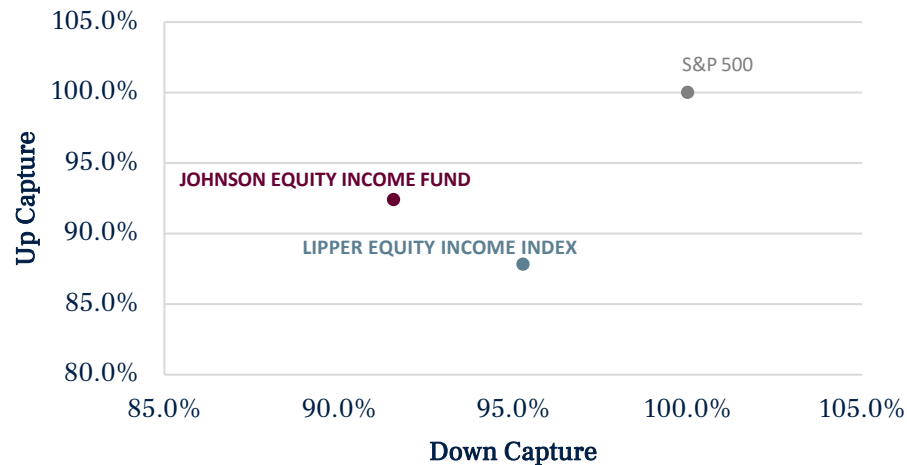 105.0%
S&P 500
100.0%
95.0%
JOHNSON EQUITY INCOME FUND
90.0%
LIPPER EQUITY INCOME INDEX
85.0%
80.0%
Up Capture
85.0% 90.0% 95.0% 100.0% 105.0%
Down Capture